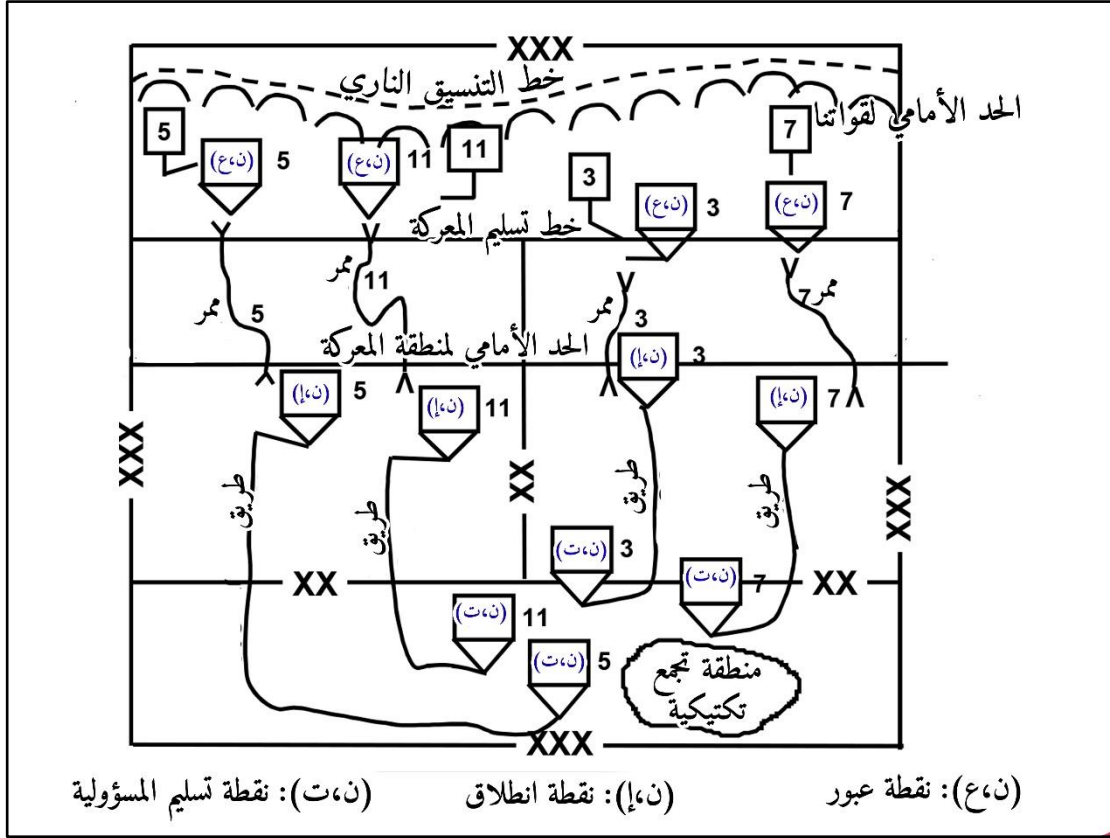 XXX
خط التنسيق الناري
الحد الأمامي لقواتنا
5
11
7
(ن،ع) 5
(ن،ع) 11
3
(ن،ع) 3
(ن،ع) 7
خط تسليم المعركة
ممر 5
ممر 11
ممر 3
ممر 7
الحد الأمامي لمنطقة المعركة
(ن،إ) 5
(ن،إ) 11
(ن،إ) 3
(ن،إ) 7
XXX
XX
XXX
طريق
طريق
طريق
طريق
(ن،ت) 3
XX
(ن،ت) 7
XX
(ن،ت) 11
(ن،ت) 5
منطقة تجمع
تكتيكية
XXX
(ن،ع): نقطة عبور
(ن،إ): نقطة انطلاق
(ن،ت): نقطة تسليم المسؤولية